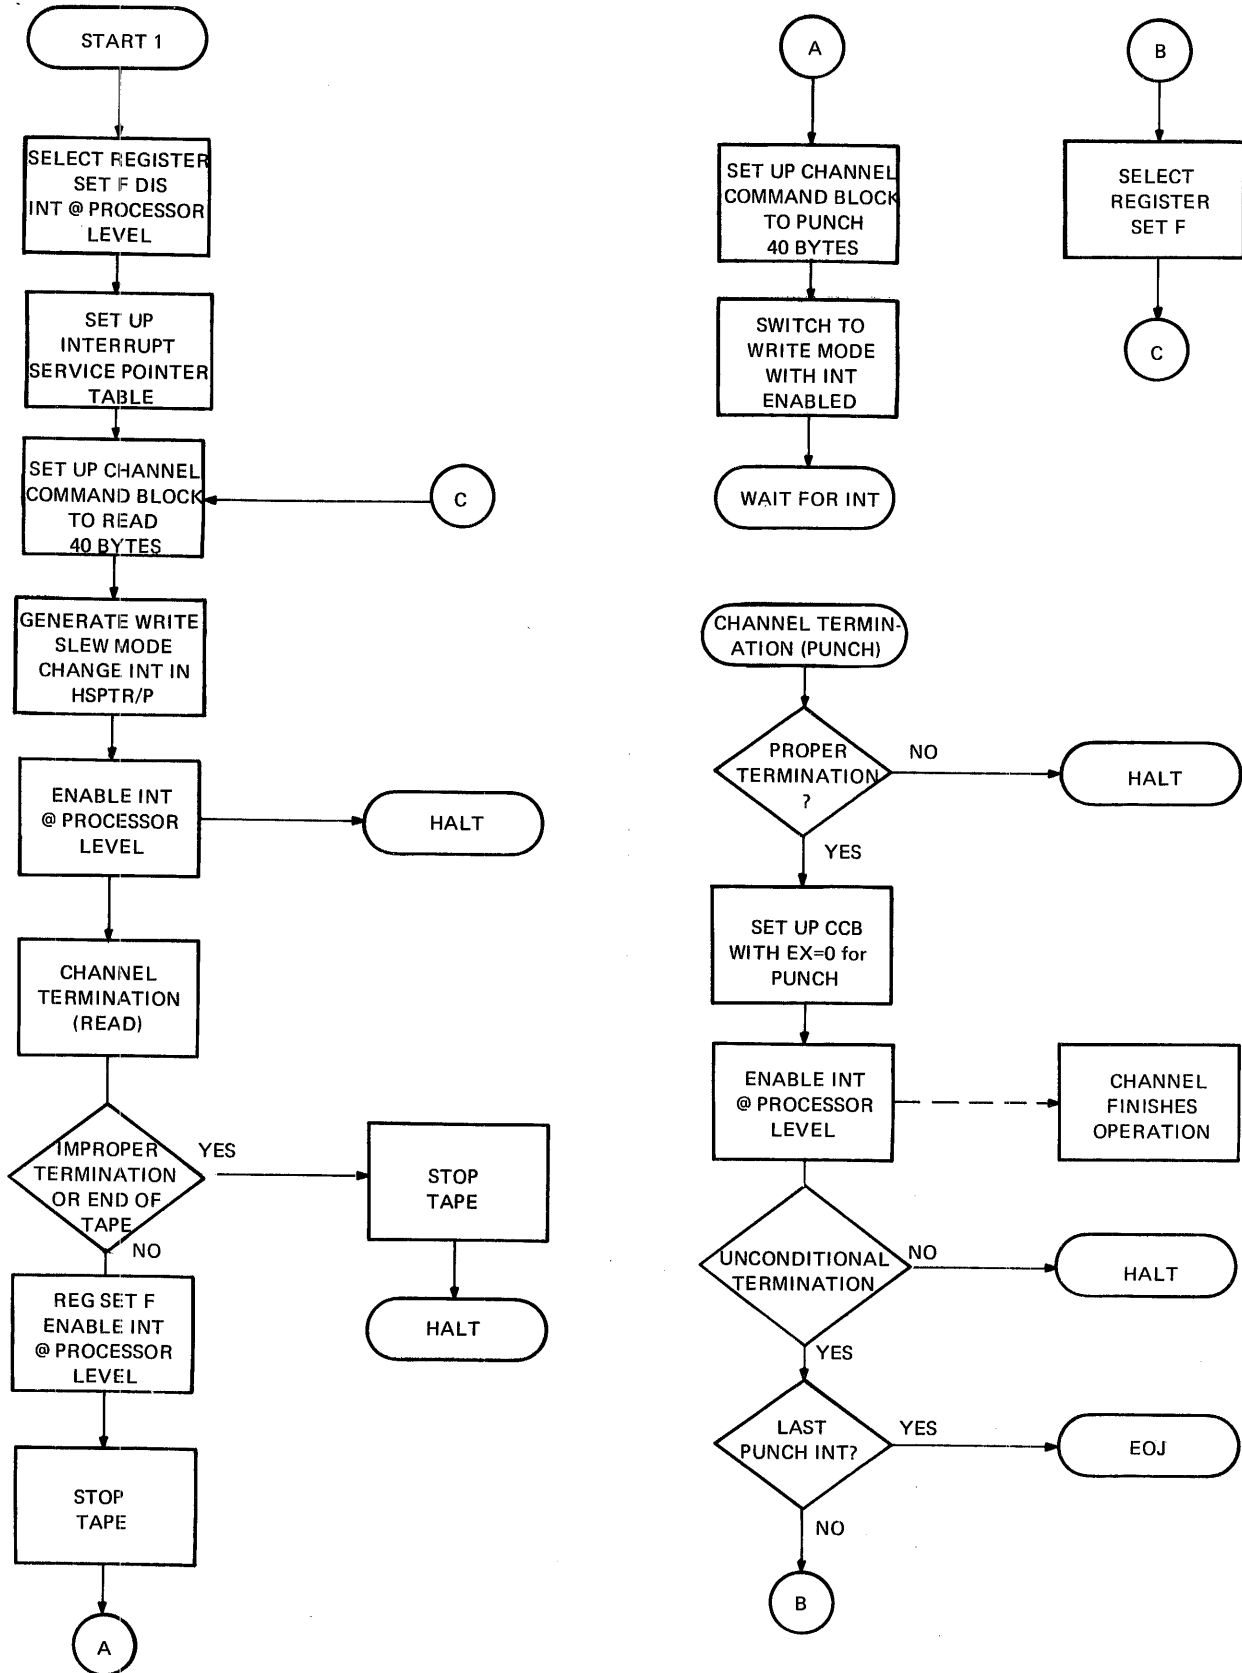 START 1
SELECT REGISTER
SET F DIS
INT @ PROCESSOR
LEVEL
SET UP
INTERRUPT
SERVICE POINTER
TABLE
SET UP CHANNEL
COMMAND BLOCK
TO READ
40 BYTES
C
GENERATE WRITE
SLEW MODE
CHANGE INT IN
HSPTR/P
ENABLE INT
@ PROCESSOR
LEVEL
HALT
CHANNEL
TERMINATION
(READ)
IMPROPER
TERMINATION
OR END OF
TAPE
YES
STOP
TAPE
HALT
NO
REG SET F
ENABLE INT
@ PROCESSOR
LEVEL
STOP
TAPE
A
A
SET UP CHANNEL
COMMAND BLOCK
TO PUNCH
40 BYTES
SWITCH TO
WRITE MODE
WITH INT
ENABLED
WAIT FOR INT
B
SELECT
REGISTER
SET F
C
CHANNEL TERMIN-
ATION (PUNCH)
PROPER
TERMINATION
?
NO
HALT
YES
SET UP CCB
WITH EX=0 for
PUNCH
ENABLE INT
@ PROCESSOR
LEVEL
CHANNEL
FINISHES
OPERATION
UNCONDITIONAL
TERMINATION
NO
HALT
YES
LAST
PUNCH INT?
YES
EOJ
NO
B